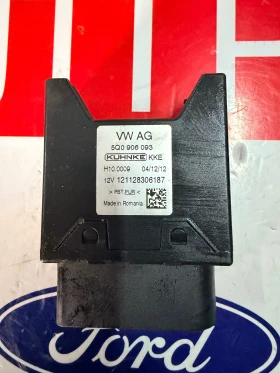 VW AG
5Q0 906 093
KUHNKE KKE
H10.0009 04/12/12
12V 121128306187
> PBT FUR <
Made in Romania
Ford